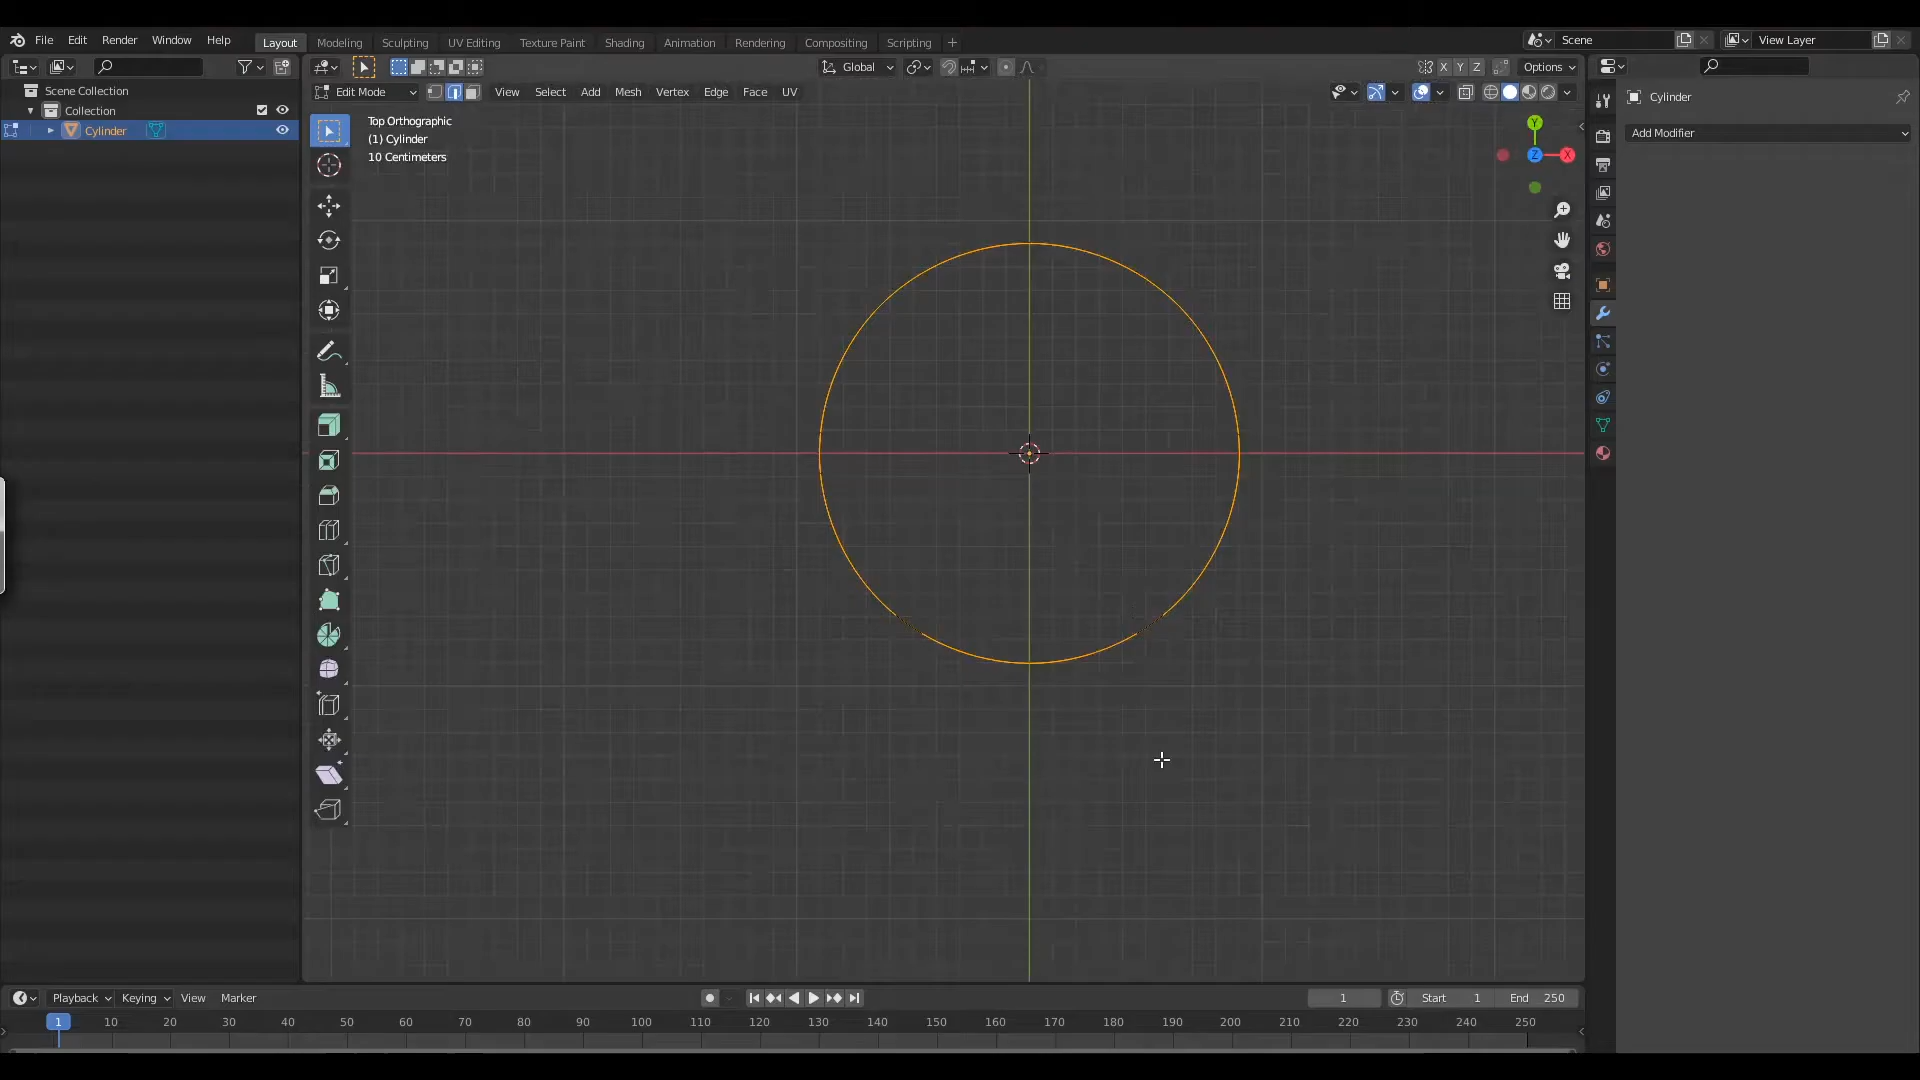 File Edit Render Window Help
Layout Modeling Sculpting UV Editing Texture Paint Shading Animation Rendering Compositing Scripting +
Scene
View Layer
Global
X Y Z
Options
Scene Collection
Collection
Cylinder
Edit Mode
View Select Add Mesh Vertex Edge Face UV
Top Orthographic
(1) Cylinder
10 Centimeters
Y
Z
X
Cylinder
Add Modifier
Playback Keying View Marker
1
Start 1
End 250
1 10 20 30 40 50 60 70 80 90 100 110 120 130 140 150 160 170 180 190 200 210 220 230 240 250